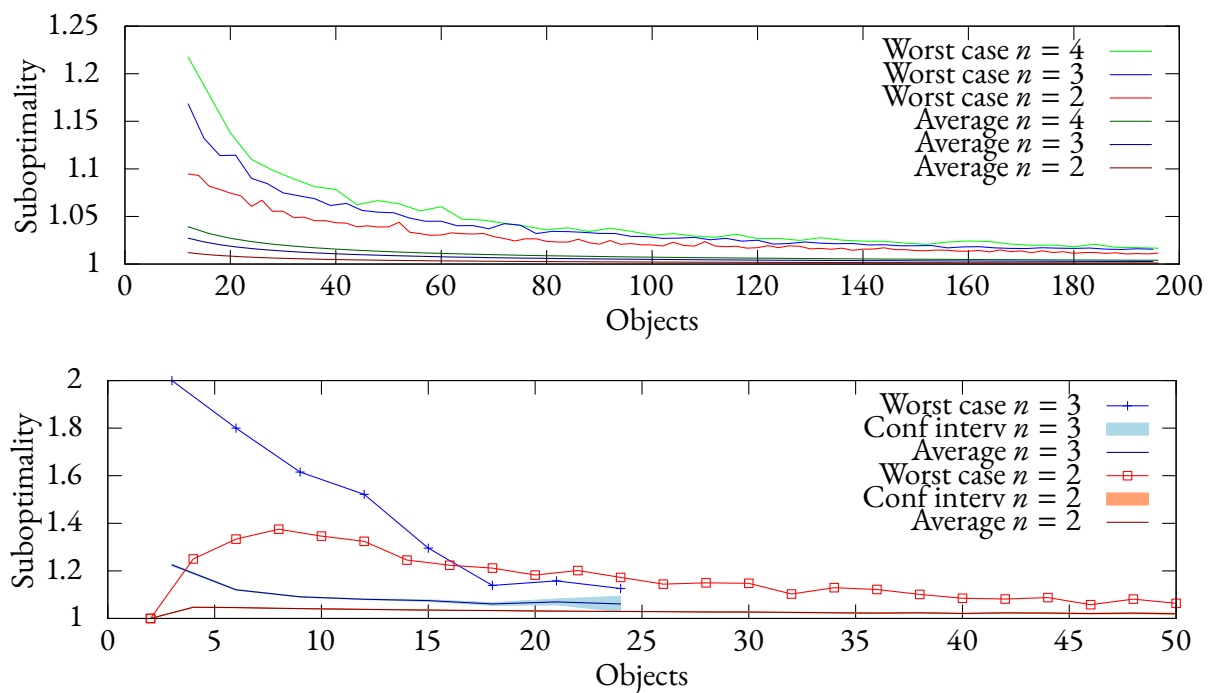 1.25
1.2
1.15
1.1
1.05
1
Suboptimality
Worst case n = 4
Worst case n = 3
Worst case n = 2
Average n = 4
Average n = 3
Average n = 2
0 20 40 60 80 100 120 140 160 180 200
Objects
2
1.8
1.6
1.4
1.2
1
Suboptimality
Worst case n = 3
Conf interv n = 3
Average n = 3
Worst case n = 2
Conf interv n = 2
Average n = 2
0 5 10 15 20 25 30 35 40 45 50
Objects